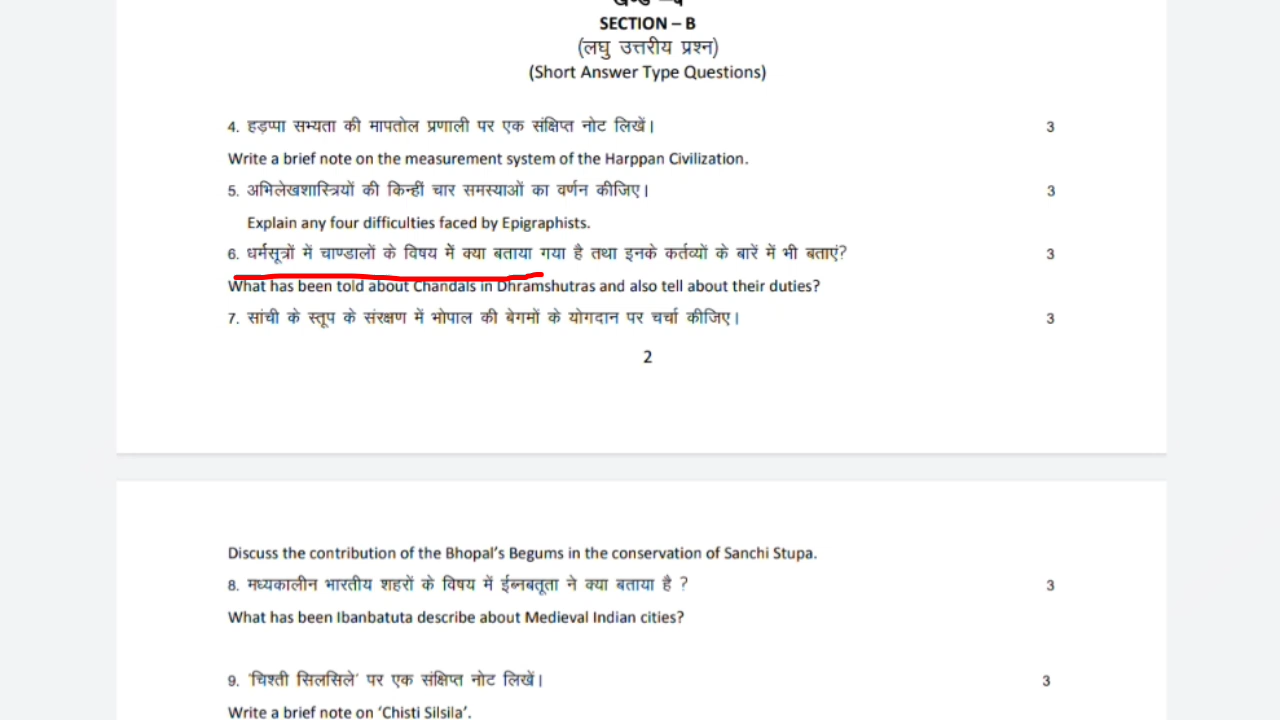 SECTION – B
(लघु उत्तरीय प्रश्न)
(Short Answer Type Questions)
4. हड़प्पा सभ्यता की मापतोल प्रणाली पर एक संक्षिप्त नोट लिखें। 3
Write a brief note on the measurement system of the Harppan Civilization.
5. अभिलेखशास्त्रियों की किन्हीं चार समस्याओं का वर्णन कीजिए। 3
Explain any four difficulties faced by Epigraphists.
6. धर्मसूत्रों में चाण्डालों के विषय में क्या बताया गया है तथा इनके कर्तव्यों के बारें में भी बताएं? 3
What has been told about Chandals in Dhramshutras and also tell about their duties?
7. सांची के स्तूप के संरक्षण में भोपाल की बेगमों के योगदान पर चर्चा कीजिए। 3
2
Discuss the contribution of the Bhopal's Begums in the conservation of Sanchi Stupa.
8. मध्यकालीन भारतीय शहरों के विषय में ईब्नबतूता ने क्या बताया है ? 3
What has been Ibanbatuta describe about Medieval Indian cities?
9. 'चिश्ती सिलसिले' पर एक संक्षिप्त नोट लिखें। 3
Write a brief note on 'Chisti Silsila'.